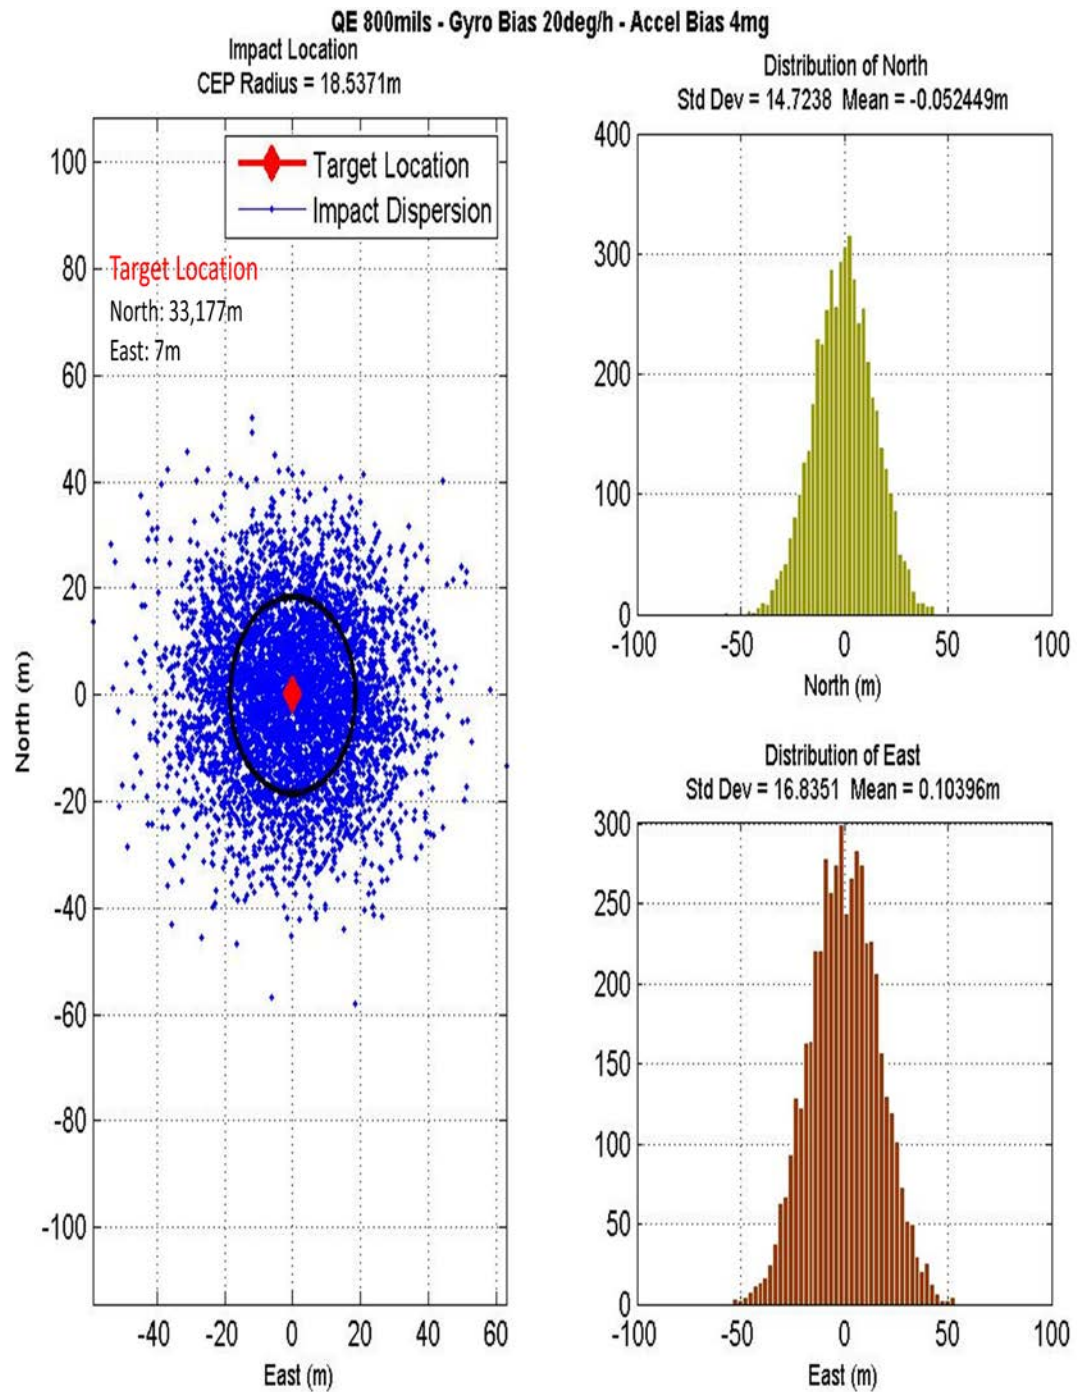 QE 800mils - Gyro Bias 20deg/h - Accel Bias 4mg
Impact Location
CEP Radius = 18.5371m
Target Location
Impact Dispersion
Target Location
North: 33,177m
East: 7m
100
80
60
40
20
0
-20
-40
-60
-80
-100
North (m)
-40 -20 0 20 40 60
East (m)
Distribution of North
Std Dev = 14.7238 Mean = -0.052449m
400
300
200
100
0
-100 -50 0 50 100
North (m)
Distribution of East
Std Dev = 16.8351 Mean = 0.10396m
300
250
200
150
100
50
0
-100 -50 0 50 100
East (m)